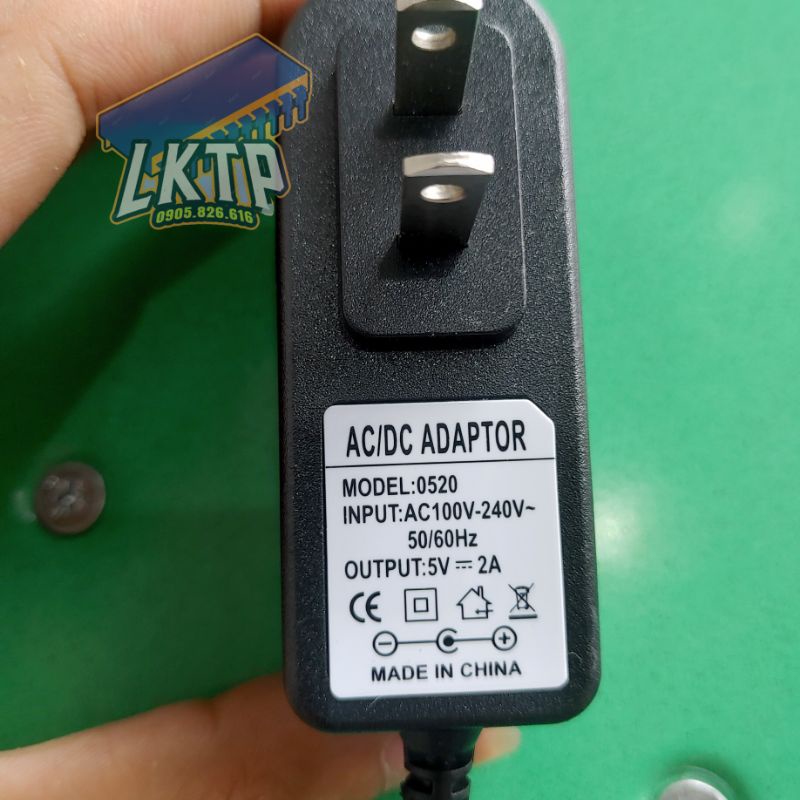 LKTP
0905.826.616
AC/DC ADAPTOR
MODEL:0520
INPUT:AC100V-240V~
50/60Hz
OUTPUT:5V ⎓ 2A
CE
MADE IN CHINA